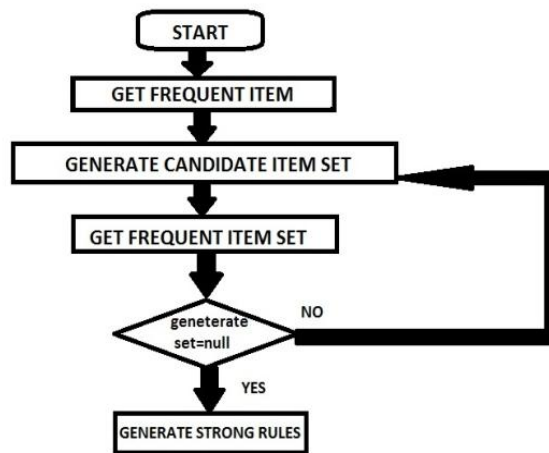 START
GET FREQUENT ITEM
GENERATE CANDIDATE ITEM SET
GET FREQUENT ITEM SET
geneterate
set=null
NO
YES
GENERATE STRONG RULES